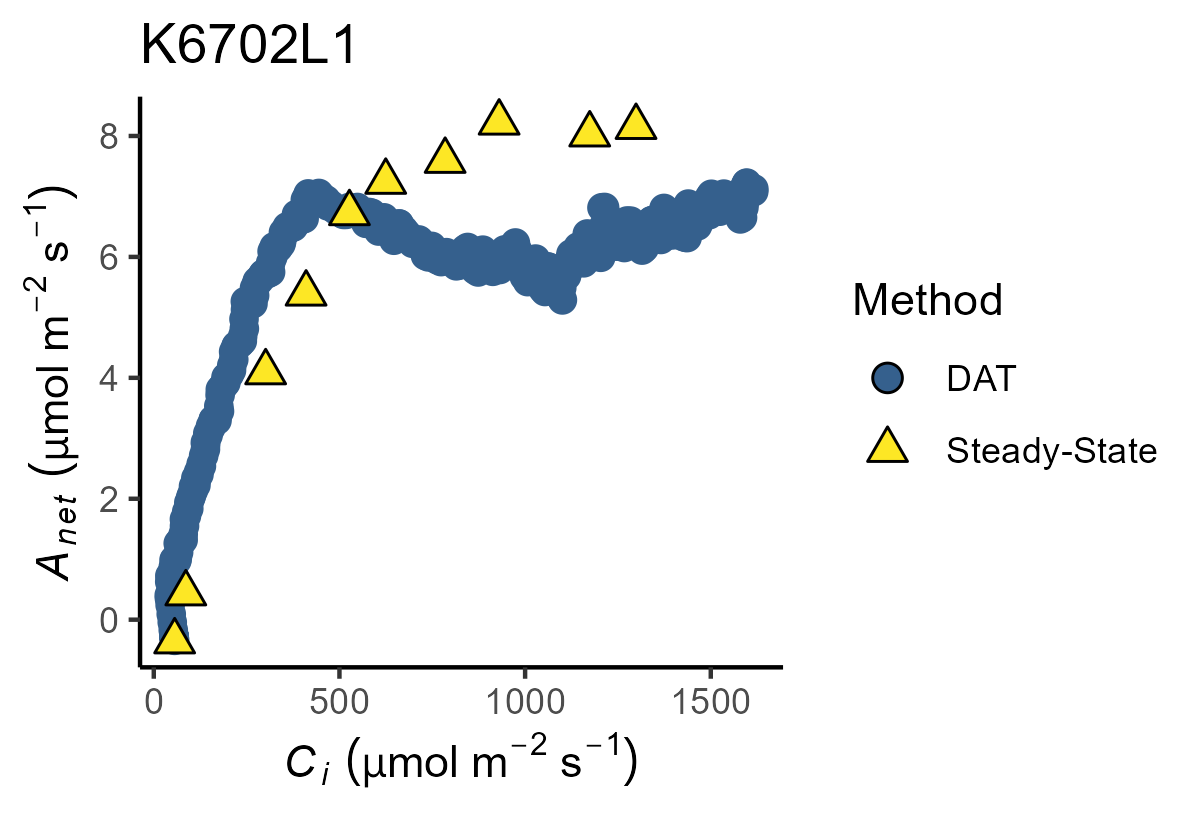 K6702L1
8
6
4
2
0
A_net (μmol m⁻² s⁻¹)
0 500 1000 1500
C_i (μmol m⁻² s⁻¹)
Method
DAT
Steady-State